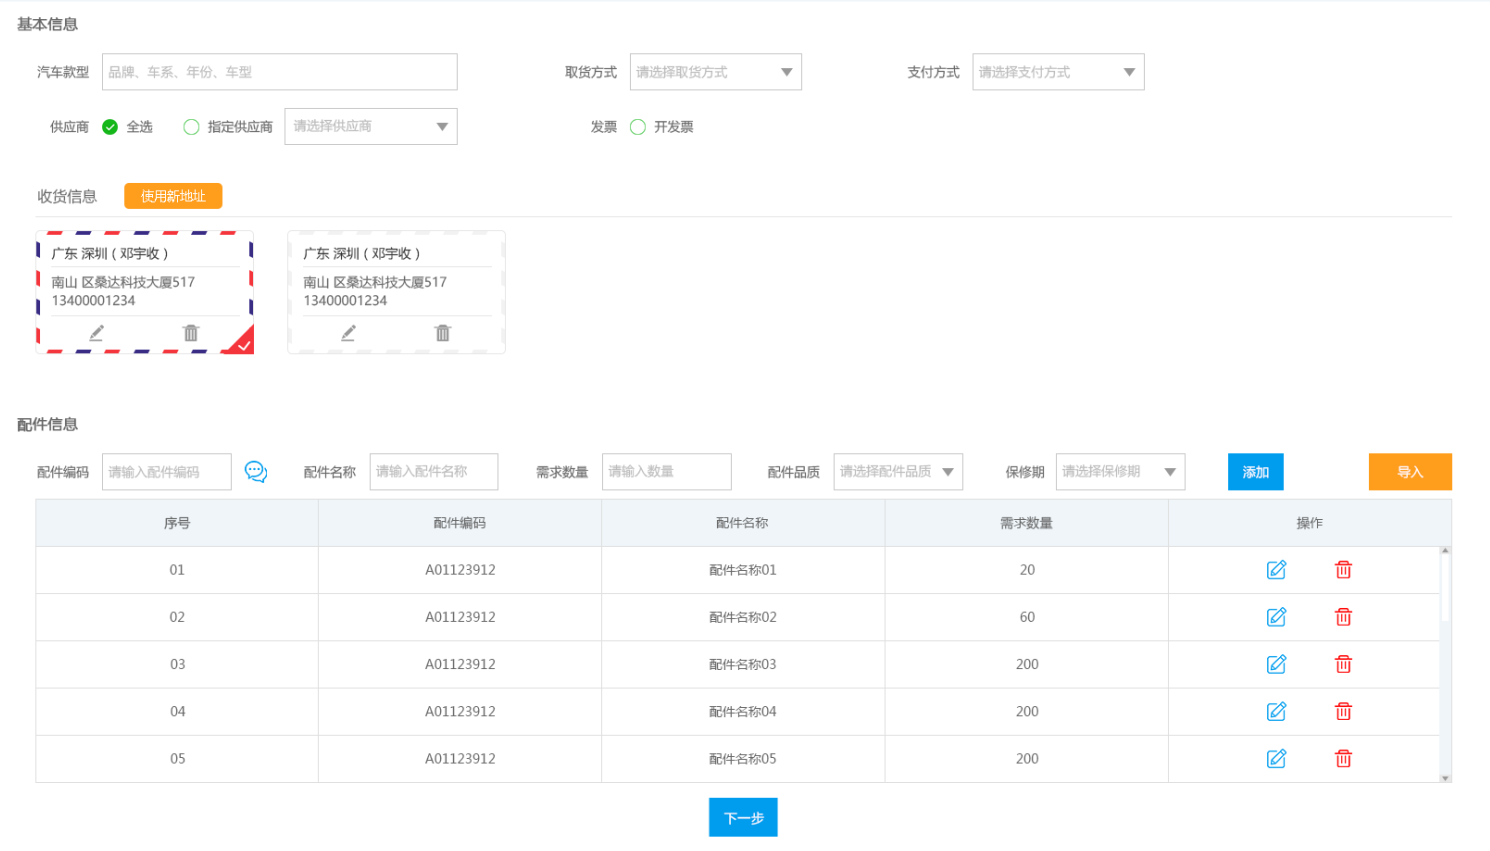 基本信息
汽车款型 品牌、车系、年份、车型 取货方式 请选择取货方式 支付方式 请选择支付方式
供应商 全选 指定供应商 请选择供应商 发票 开发票
收货信息 使用新地址
广东 深圳 ( 邓宇收 )
南山 区桑达科技大厦517
13400001234
广东 深圳 ( 邓宇收 )
南山 区桑达科技大厦517
13400001234
配件信息
配件编码 请输入配件编码 配件名称 请输入配件名称 需求数量 请输入数量 配件品质 请选择配件品质 保修期 请选择保修期 添加 导入
序号 配件编码 配件名称 需求数量 操作
01 A01123912 配件名称01 20
02 A01123912 配件名称02 60
03 A01123912 配件名称03 200
04 A01123912 配件名称04 200
05 A01123912 配件名称05 200
下一步